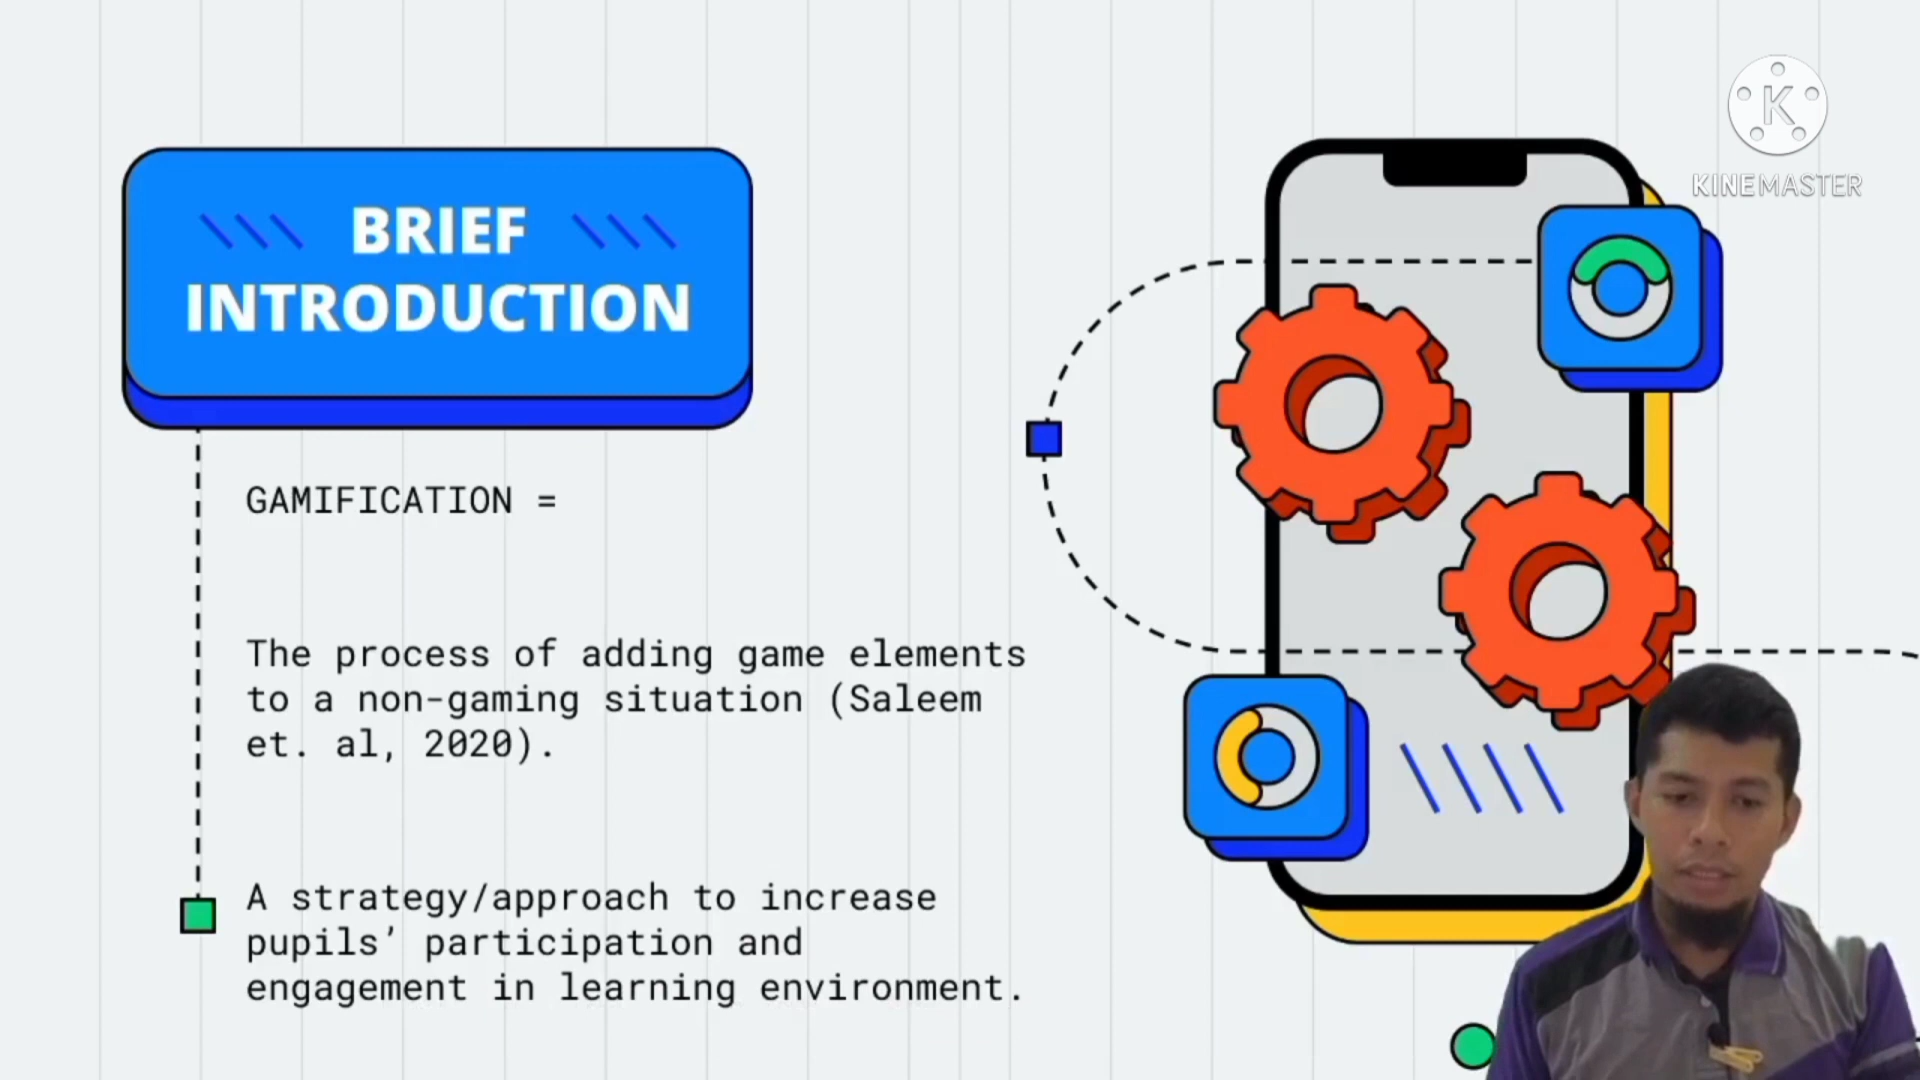 BRIEF
INTRODUCTION
GAMIFICATION =
The process of adding game elements
to a non-gaming situation (Saleem
et. al, 2020).
A strategy/approach to increase
pupils’ participation and
engagement in learning environment.
K
KINEMASTER